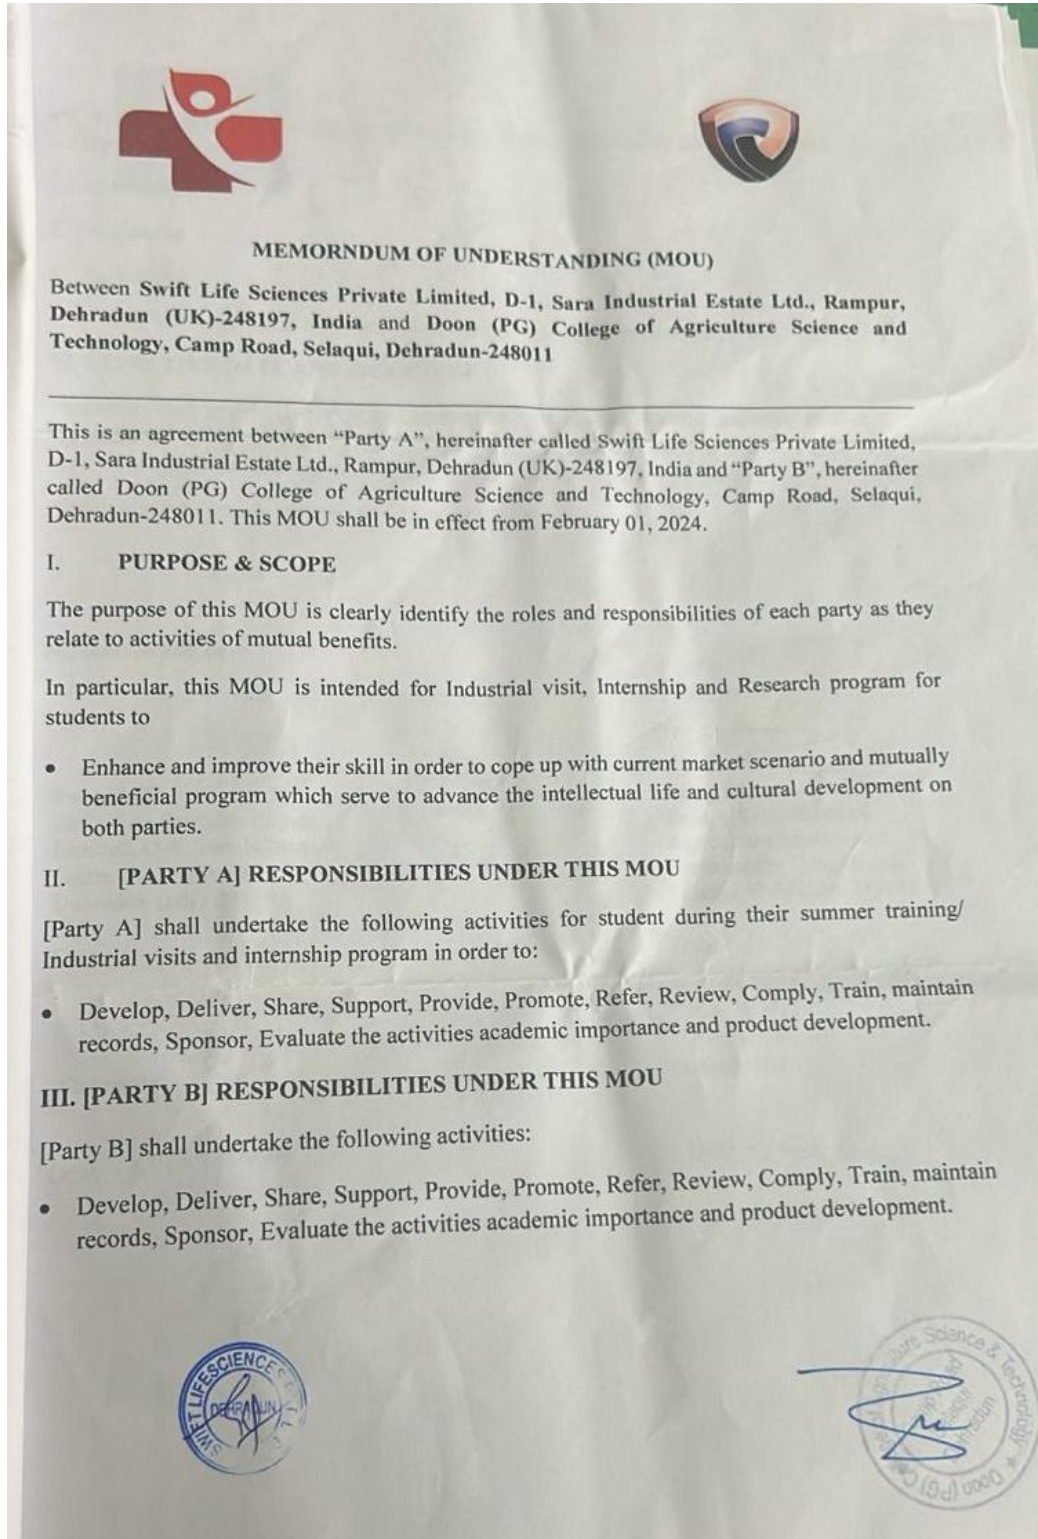 MEMORNDUM OF UNDERSTANDING (MOU)
Between Swift Life Sciences Private Limited, D-1, Sara Industrial Estate Ltd., Rampur,
Dehradun (UK)-248197, India and Doon (PG) College of Agriculture Science and
Technology, Camp Road, Selaqui, Dehradun-248011
This is an agreement between “Party A”, hereinafter called Swift Life Sciences Private Limited,
D-1, Sara Industrial Estate Ltd., Rampur, Dehradun (UK)-248197, India and “Party B”, hereinafter
called Doon (PG) College of Agriculture Science and Technology, Camp Road, Selaqui,
Dehradun-248011. This MOU shall be in effect from February 01, 2024.
I. PURPOSE & SCOPE
The purpose of this MOU is clearly identify the roles and responsibilities of each party as they
relate to activities of mutual benefits.
In particular, this MOU is intended for Industrial visit, Internship and Research program for
students to
• Enhance and improve their skill in order to cope up with current market scenario and mutually
beneficial program which serve to advance the intellectual life and cultural development on
both parties.
II. [PARTY A] RESPONSIBILITIES UNDER THIS MOU
[Party A] shall undertake the following activities for student during their summer training/
Industrial visits and internship program in order to:
• Develop, Deliver, Share, Support, Provide, Promote, Refer, Review, Comply, Train, maintain
records, Sponsor, Evaluate the activities academic importance and product development.
III. [PARTY B] RESPONSIBILITIES UNDER THIS MOU
[Party B] shall undertake the following activities:
• Develop, Deliver, Share, Support, Provide, Promote, Refer, Review, Comply, Train, maintain
records, Sponsor, Evaluate the activities academic importance and product development.
SWIFT LIFESCIENCES
DEHRADUN
Science & Technology * Doon (PG)